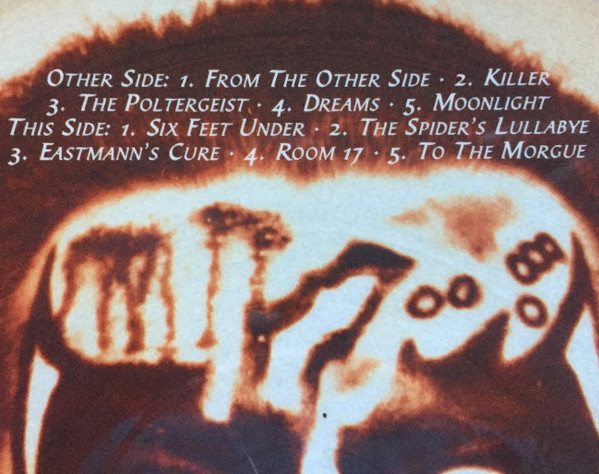 Other Side: 1. From The Other Side · 2. Killer
3. The Poltergeist · 4. Dreams · 5. Moonlight
This Side: 1. Six Feet Under · 2. The Spider's Lullabye
3. Eastmann's Cure · 4. Room 17 · 5. To The Morgue